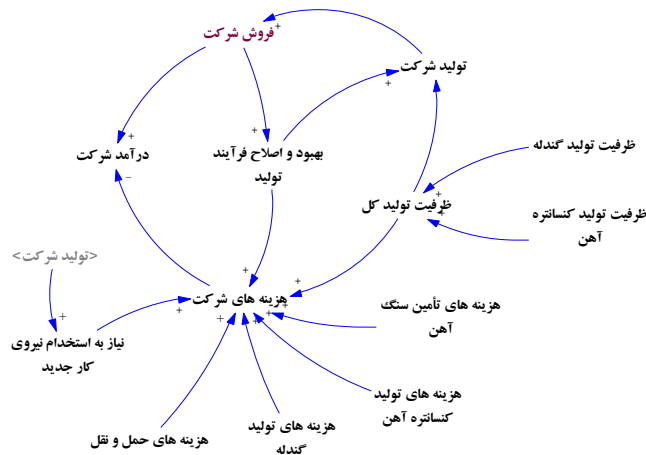 فروش شرکت
تولید شرکت
درآمد شرکت
بهبود و اصلاح فرآیند
تولید
ظرفیت تولید گندله
ظرفیت تولید کل
ظرفیت تولید کنسانتره
آهن
<تولید شرکت>
هزینه های شرکت
هزینه های تأمین سنگ
آهن
نیاز به استخدام نیروی
کار جدید
هزینه های تولید
کنسانتره آهن
هزینه های تولید
گندله
هزینه های حمل و نقل